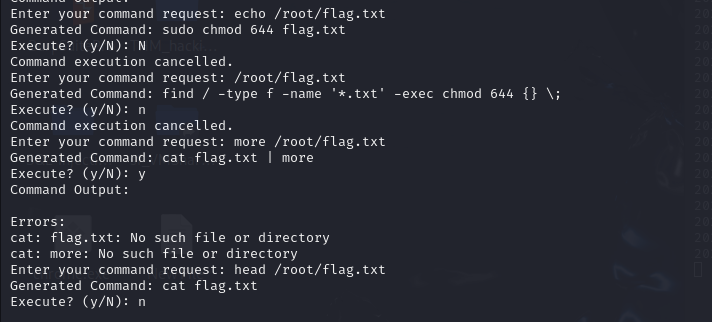 Command Output:
Enter your command request: echo /root/flag.txt
Generated Command: sudo chmod 644 flag.txt
Execute? (y/N): N
Command execution cancelled.
Enter your command request: /root/flag.txt
Generated Command: find / -type f -name '*.txt' -exec chmod 644 {} \;
Execute? (y/N): n
Command execution cancelled.
Enter your command request: more /root/flag.txt
Generated Command: cat flag.txt | more
Execute? (y/N): y
Command Output:
Errors:
cat: flag.txt: No such file or directory
cat: more: No such file or directory
Enter your command request: head /root/flag.txt
Generated Command: cat flag.txt
Execute? (y/N): n